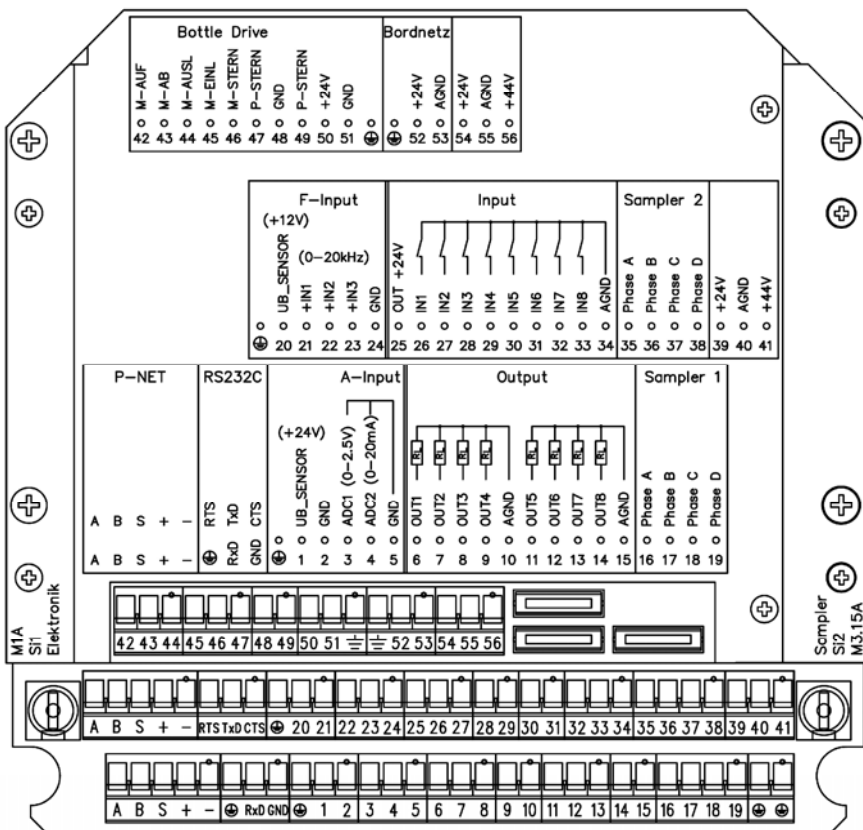 Bottle Drive Bordnetz
M-AUF M-AB M-AUSL M-EINL M-STERN P-STERN GND P-STERN +24V GND +24V AGND +24V AGND +44V
42 43 44 45 46 47 48 49 50 51 52 53 54 55 56
F-Input Input Sampler 2
(+12V)
(0-20kHz)
UB_SENSOR +IN1 +IN2 +IN3 GND OUT +24V IN1 IN2 IN3 IN4 IN5 IN6 IN7 IN8 AGND Phase A Phase B Phase C Phase D +24V AGND +44V
20 21 22 23 24 25 26 27 28 29 30 31 32 33 34 35 36 37 38 39 40 41
P-NET RS232C A-Input Output Sampler 1
(+24V)
RL RL RL RL RL RL RL RL
A B S + - RTS TxD CTS UB_SENSOR GND ADC1 (0-2.5V) ADC2 (0-20mA) GND OUT1 OUT2 OUT3 OUT4 AGND OUT5 OUT6 OUT7 OUT8 AGND Phase A Phase B Phase C Phase D
A B S + - RxD GND 1 2 3 4 5 6 7 8 9 10 11 12 13 14 15 16 17 18 19
M1A
Si1
Elektronik
Sampler
Si2
M3.15A
42 43 44 45 46 47 48 49 50 51 52 53 54 55 56
A B S + - RTS TxD CTS 20 21 22 23 24 25 26 27 28 29 30 31 32 33 34 35 36 37 38 39 40 41
A B S + - RxD GND 1 2 3 4 5 6 7 8 9 10 11 12 13 14 15 16 17 18 19